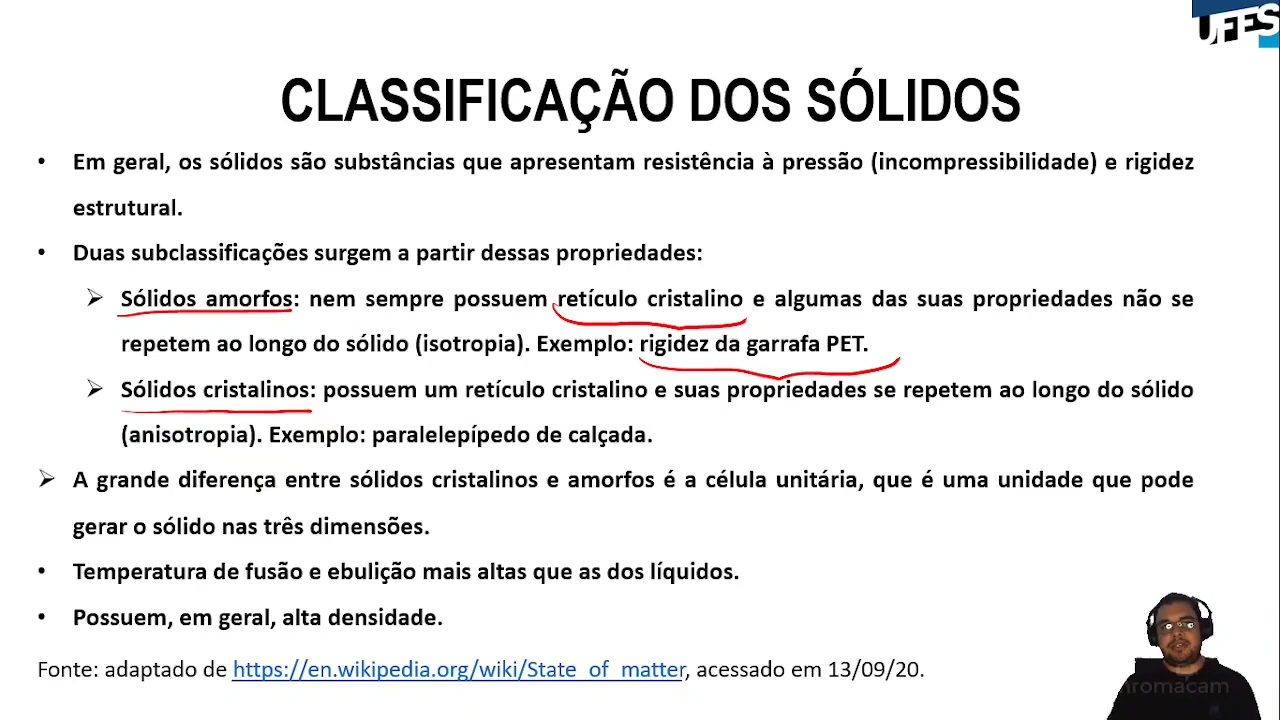 UFES
CLASSIFICAÇÃO DOS SÓLIDOS
• Em geral, os sólidos são substâncias que apresentam resistência à pressão (incompressibilidade) e rigidez
estrutural.
• Duas subclassificações surgem a partir dessas propriedades:
➢ Sólidos amorfos: nem sempre possuem retículo cristalino e algumas das suas propriedades não se
repetem ao longo do sólido (isotropia). Exemplo: rigidez da garrafa PET.
➢ Sólidos cristalinos: possuem um retículo cristalino e suas propriedades se repetem ao longo do sólido
(anisotropia). Exemplo: paralelepípedo de calçada.
➢ A grande diferença entre sólidos cristalinos e amorfos é a célula unitária, que é uma unidade que pode
gerar o sólido nas três dimensões.
• Temperatura de fusão e ebulição mais altas que as dos líquidos.
• Possuem, em geral, alta densidade.
Fonte: adaptado de https://en.wikipedia.org/wiki/State_of_matter, acessado em 13/09/20.